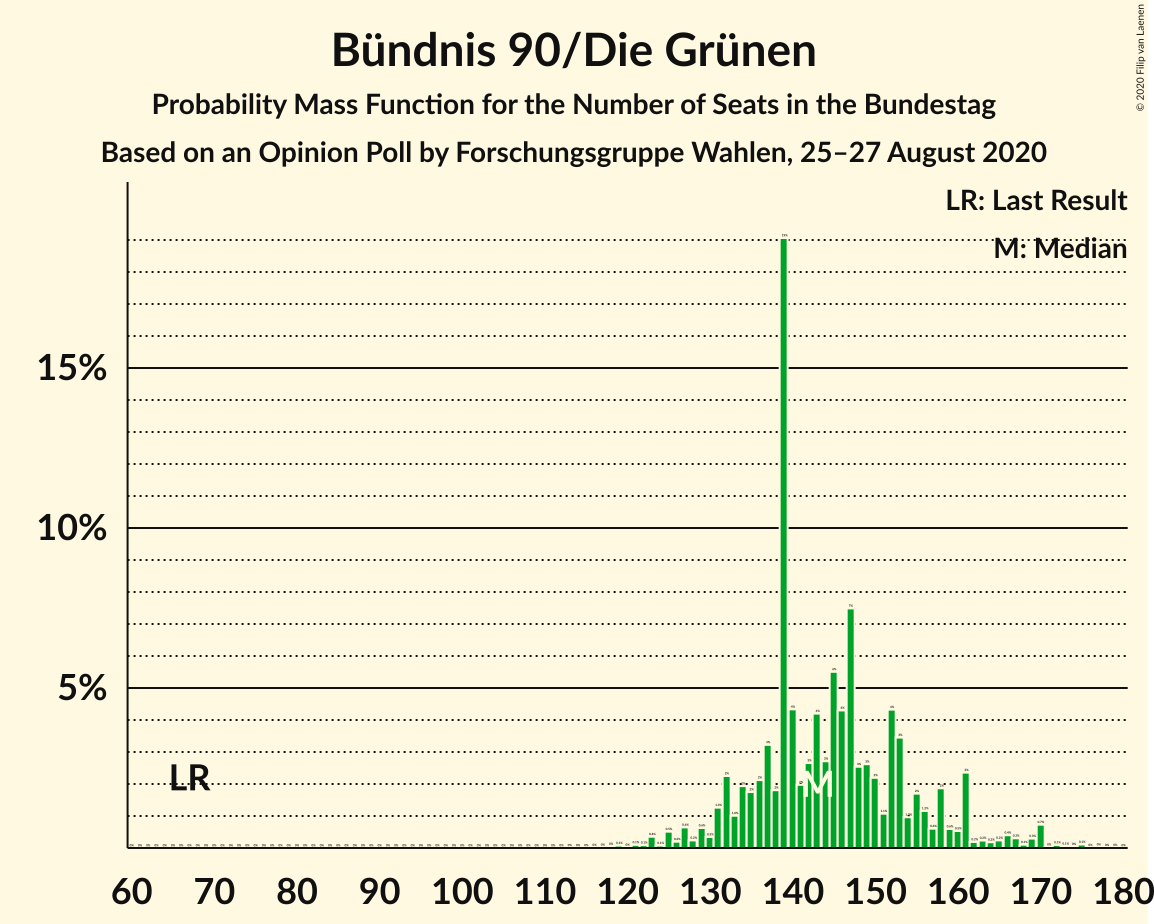 Bündnis 90/Die Grünen
Probability Mass Function for the Number of Seats in the Bundestag
Based on an Opinion Poll by Forschungsgruppe Wahlen, 25–27 August 2020
© 2020 Filip van Laenen
LR: Last Result
M: Median
15%
10%
5%
LR
M
60 70 80 90 100 110 120 130 140 150 160 170 180